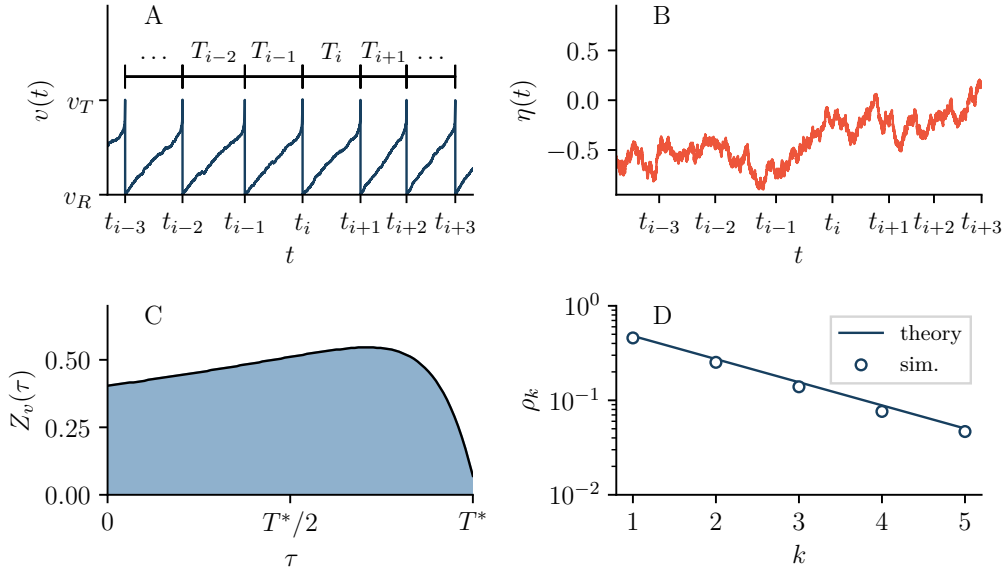 A
… T_{i−2} T_{i−1} T_i T_{i+1} …
v(t)
v_T
v_R
t_{i−3} t_{i−2} t_{i−1} t_i t_{i+1} t_{i+2} t_{i+3}
t
B
η(t)
0.5
0.0
−0.5
t_{i−3} t_{i−2} t_{i−1} t_i t_{i+1} t_{i+2} t_{i+3}
t
C
Z_v(τ)
0.50
0.25
0.00
0 T*/2 T*
τ
D
ρ_k
10^0
10^{−1}
10^{−2}
theory
sim.
1 2 3 4 5
k